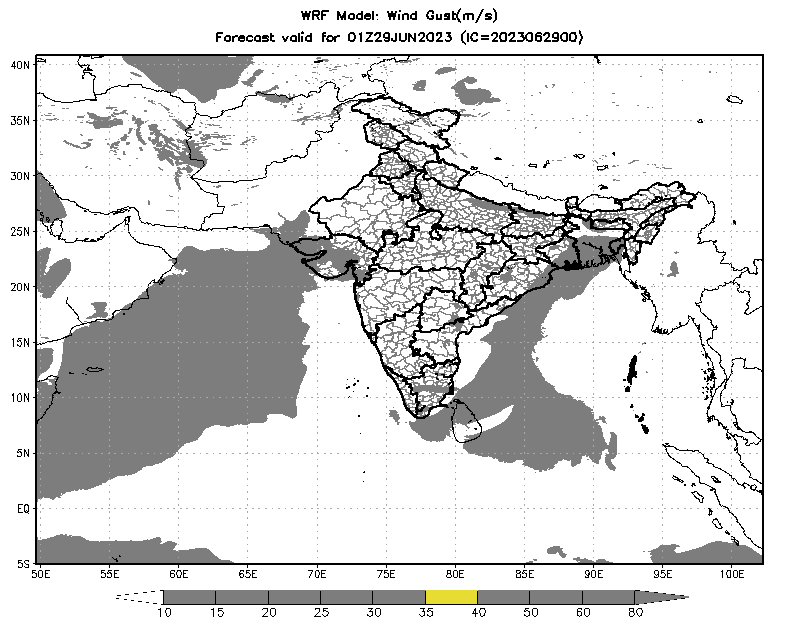 WRF Model: Wind Gust(m/s)
Forecast valid for 01Z29JUN2023 (IC=2023062900)
40N
35N
30N
25N
20N
15N
10N
5N
EQ
5S
50E 55E 60E 65E 70E 75E 80E 85E 90E 95E 100E
10 15 20 25 30 35 40 50 60 80